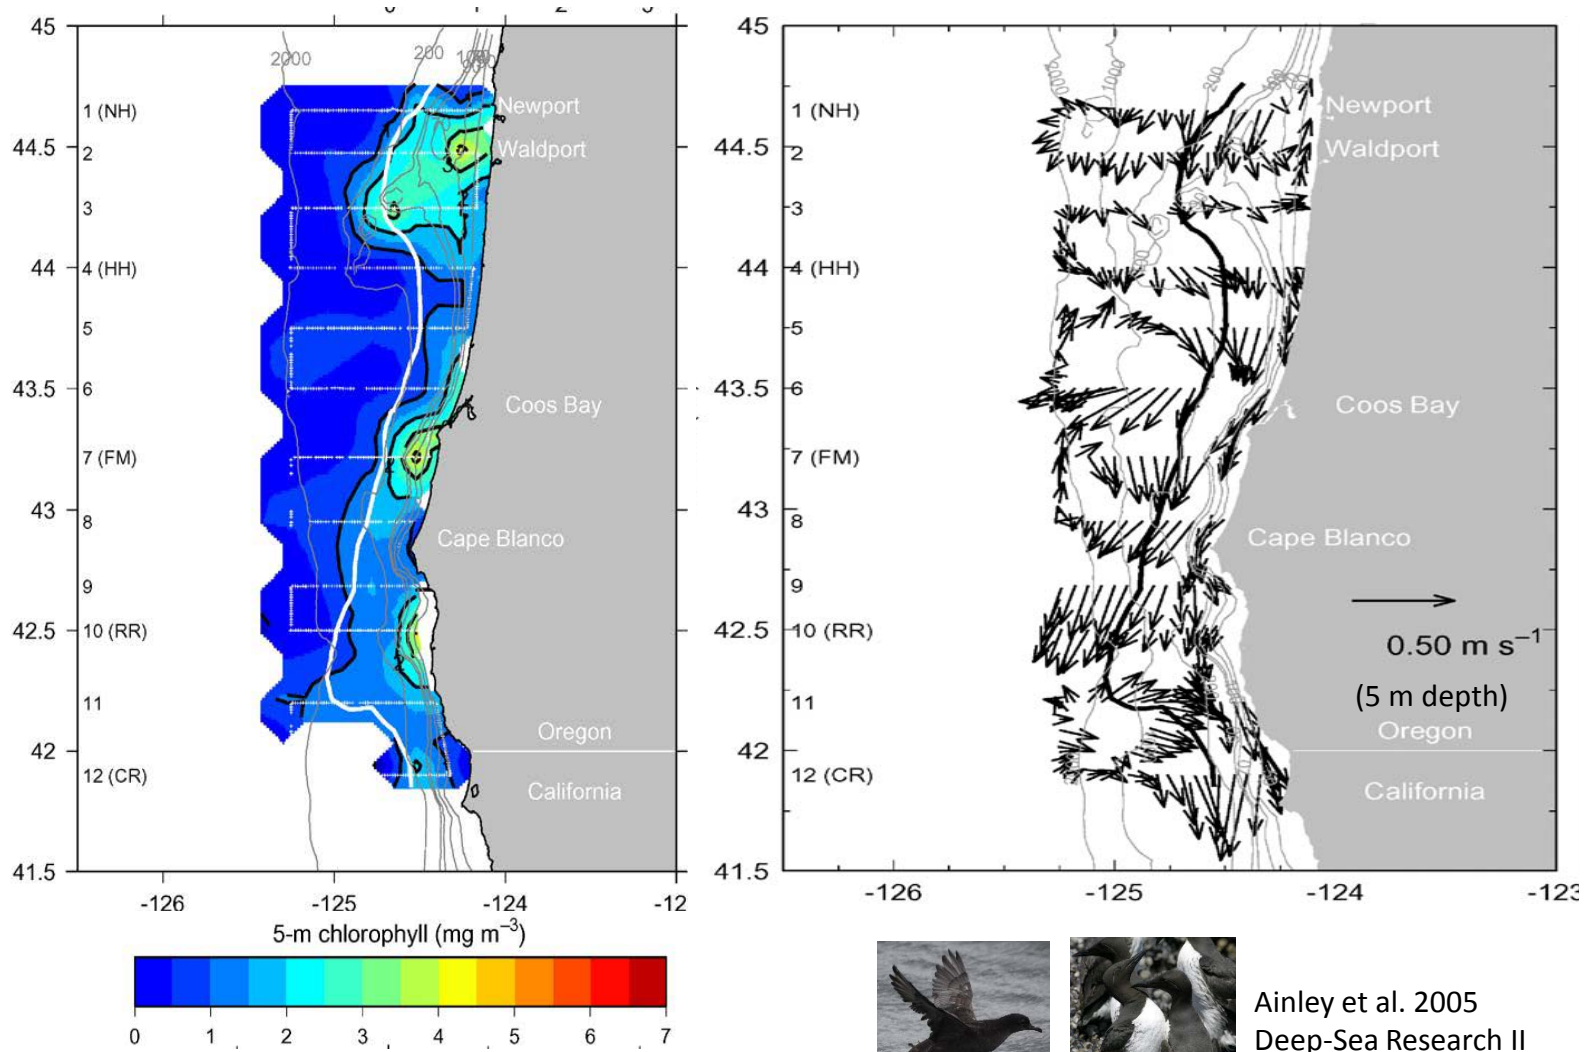 45
2000
200
1 (NH)
Newport
44.5
2
Waldport
3
44
4 (HH)
5
43.5
6
Coos Bay
7 (FM)
43
8
Cape Blanco
9
42.5
10 (RR)
11
42
Oregon
12 (CR)
California
41.5
-126
-125
-124
-12
5-m chlorophyll (mg m⁻³)
0
1
2
3
4
5
6
7
45
200
1 (NH)
Newport
44.5
2
Waldport
3
44
4 (HH)
5
43.5
6
Coos Bay
7 (FM)
43
8
Cape Blanco
9
42.5
10 (RR)
0.50 m s⁻¹
(5 m depth)
11
42
Oregon
12 (CR)
California
41.5
-126
-125
-124
-123
Ainley et al. 2005
Deep-Sea Research II